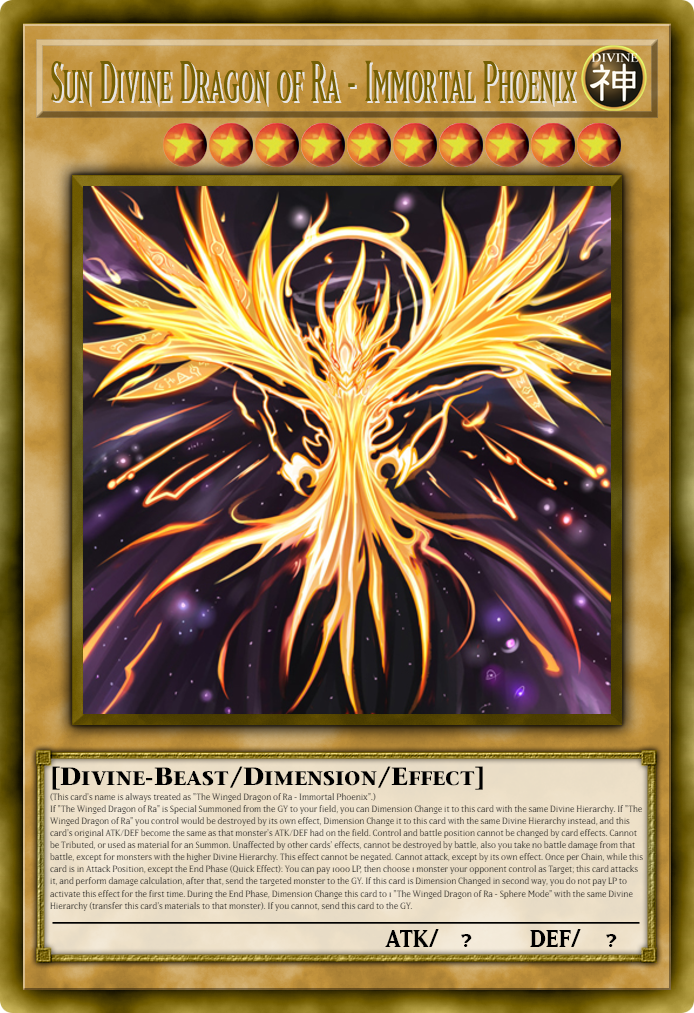 Sun Divine Dragon of Ra - Immortal Phoenix
DIVINE
神
[Divine-Beast/Dimension/Effect]
(This card's name is always treated as "The Winged Dragon of Ra - Immortal Phoenix".)
If "The Winged Dragon of Ra" is Special Summoned from the GY to your field, you can Dimension Change it to this card with the same Divine Hierarchy. If "The
Winged Dragon of Ra" you control would be destroyed by its own effect, Dimension Change it to this card with the same Divine Hierarchy instead, and this
card's original ATK/DEF become the same as that monster's ATK/DEF had on the field. Control and battle position cannot be changed by card effects. Cannot
be Tributed, or used as material for an Summon. Unaffected by other cards' effects, cannot be destroyed by battle, also you take no battle damage from that
battle, except for monsters with the higher Divine Hierarchy. This effect cannot be negated. Cannot attack, except by its own effect. Once per Chain, while this
card is in Attack Position, except the End Phase (Quick Effect): You can pay 1000 LP, then choose 1 monster your opponent control as Target; this card attacks
it, and perform damage calculation, after that, send the targeted monster to the GY. If this card is Dimension Changed in second way, you do not pay LP to
activate this effect for the first time. During the End Phase, Dimension Change this card to 1 "The Winged Dragon of Ra - Sphere Mode" with the same Divine
Hierarchy (transfer this card's materials to that monster). If you cannot, send this card to the GY.
ATK/ ? DEF/ ?